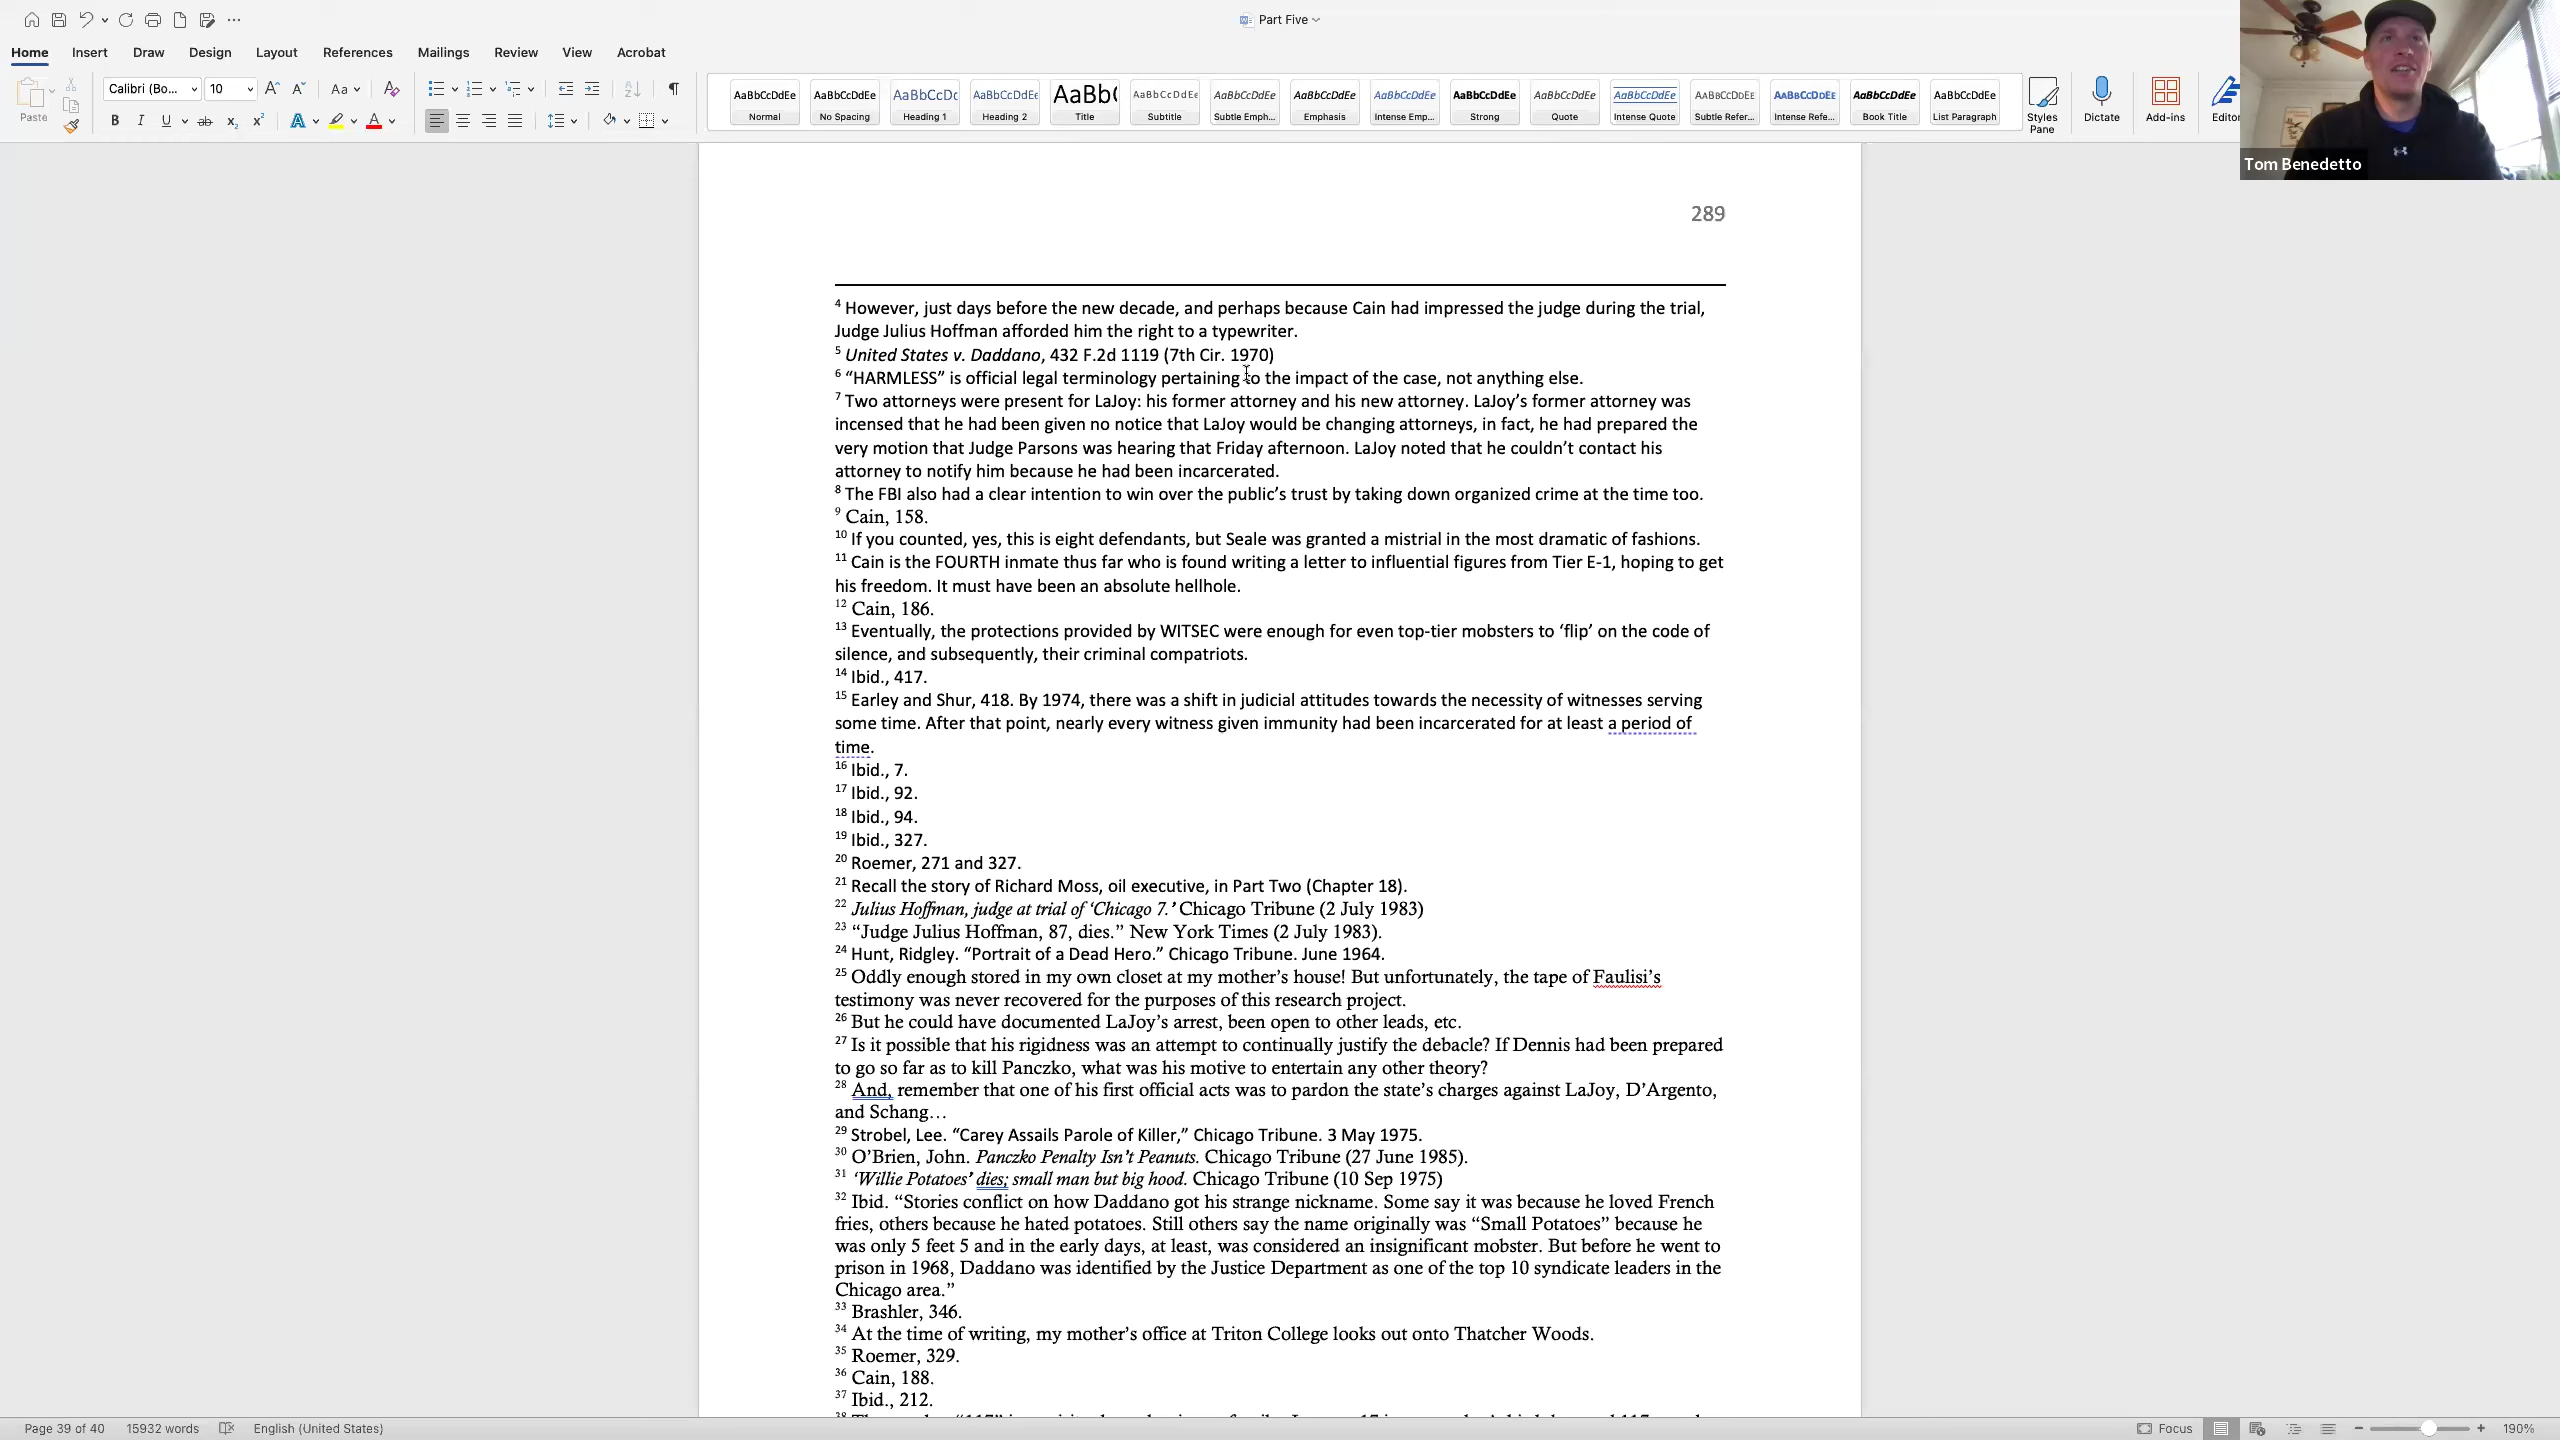 Part Five
Home Insert Draw Design Layout References Mailings Review View Acrobat
Paste
Calibri (Bo... 10
AaBbCcDdEe AaBbCcDdEe AaBbCcDc AaBbCcDdEe AaBb( AaBbCcDdEe AaBbCcDdEe AaBbCcDdEe AaBbCcDdEe AaBbCcDdEe AaBbCcDdEe AaBbCcDdEe AaBbCcDdEe AaBbCcDdEe AaBbCcDdEe AaBbCcDdEe
Normal No Spacing Heading 1 Heading 2 Title Subtitle Subtle Emph... Emphasis Intense Emp... Strong Quote Intense Quote Subtle Refer... Intense Refe... Book Title List Paragraph
Styles Pane Dictate Add-ins Editor
Tom Benedetto
289
4 However, just days before the new decade, and perhaps because Cain had impressed the judge during the trial,
Judge Julius Hoffman afforded him the right to a typewriter.
5 United States v. Daddano, 432 F.2d 1119 (7th Cir. 1970)
6 “HARMLESS” is official legal terminology pertaining to the impact of the case, not anything else.
7 Two attorneys were present for LaJoy: his former attorney and his new attorney. LaJoy’s former attorney was
incensed that he had been given no notice that LaJoy would be changing attorneys, in fact, he had prepared the
very motion that Judge Parsons was hearing that Friday afternoon. LaJoy noted that he couldn’t contact his
attorney to notify him because he had been incarcerated.
8 The FBI also had a clear intention to win over the public’s trust by taking down organized crime at the time too.
9 Cain, 158.
10 If you counted, yes, this is eight defendants, but Seale was granted a mistrial in the most dramatic of fashions.
11 Cain is the FOURTH inmate thus far who is found writing a letter to influential figures from Tier E-1, hoping to get
his freedom. It must have been an absolute hellhole.
12 Cain, 186.
13 Eventually, the protections provided by WITSEC were enough for even top-tier mobsters to ‘flip’ on the code of
silence, and subsequently, their criminal compatriots.
14 Ibid., 417.
15 Earley and Shur, 418. By 1974, there was a shift in judicial attitudes towards the necessity of witnesses serving
some time. After that point, nearly every witness given immunity had been incarcerated for at least a period of
time.
16 Ibid., 7.
17 Ibid., 92.
18 Ibid., 94.
19 Ibid., 327.
20 Roemer, 271 and 327.
21 Recall the story of Richard Moss, oil executive, in Part Two (Chapter 18).
22 Julius Hoffman, judge at trial of ‘Chicago 7.’ Chicago Tribune (2 July 1983)
23 “Judge Julius Hoffman, 87, dies.” New York Times (2 July 1983).
24 Hunt, Ridgley. “Portrait of a Dead Hero.” Chicago Tribune. June 1964.
25 Oddly enough stored in my own closet at my mother’s house! But unfortunately, the tape of Faulisi’s
testimony was never recovered for the purposes of this research project.
26 But he could have documented LaJoy’s arrest, been open to other leads, etc.
27 Is it possible that his rigidness was an attempt to continually justify the debacle? If Dennis had been prepared
to go so far as to kill Panczko, what was his motive to entertain any other theory?
28 And, remember that one of his first official acts was to pardon the state’s charges against LaJoy, D’Argento,
and Schang…
29 Strobel, Lee. “Carey Assails Parole of Killer,” Chicago Tribune. 3 May 1975.
30 O’Brien, John. Panczko Penalty Isn’t Peanuts. Chicago Tribune (27 June 1985).
31 ‘Willie Potatoes’ dies; small man but big hood. Chicago Tribune (10 Sep 1975)
32 Ibid. “Stories conflict on how Daddano got his strange nickname. Some say it was because he loved French
fries, others because he hated potatoes. Still others say the name originally was “Small Potatoes” because he
was only 5 feet 5 and in the early days, at least, was considered an insignificant mobster. But before he went to
prison in 1968, Daddano was identified by the Justice Department as one of the top 10 syndicate leaders in the
Chicago area.”
33 Brashler, 346.
34 At the time of writing, my mother’s office at Triton College looks out onto Thatcher Woods.
35 Roemer, 329.
36 Cain, 188.
37 Ibid., 212.
Page 39 of 40 15932 words English (United States) Focus 190%